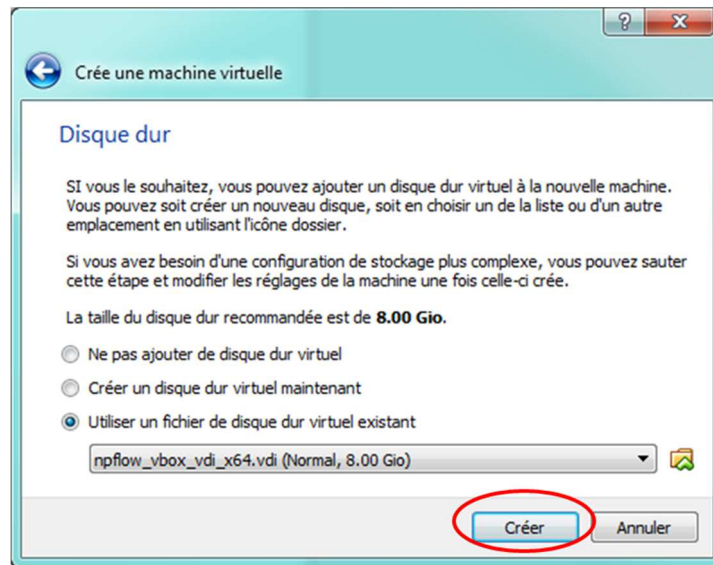 Crée une machine virtuelle
Disque dur
SI vous le souhaitez, vous pouvez ajouter un disque dur virtuel à la nouvelle machine.
Vous pouvez soit créer un nouveau disque, soit en choisir un de la liste ou d'un autre
emplacement en utilisant l'icône dossier.
Si vous avez besoin d'une configuration de stockage plus complexe, vous pouvez sauter
cette étape et modifier les réglages de la machine une fois celle-ci crée.
La taille du disque dur recommandée est de 8.00 Gio.
Ne pas ajouter de disque dur virtuel
Créer un disque dur virtuel maintenant
Utiliser un fichier de disque dur virtuel existant
npflow_vbox_vdi_x64.vdi (Normal, 8.00 Gio)
Créer Annuler